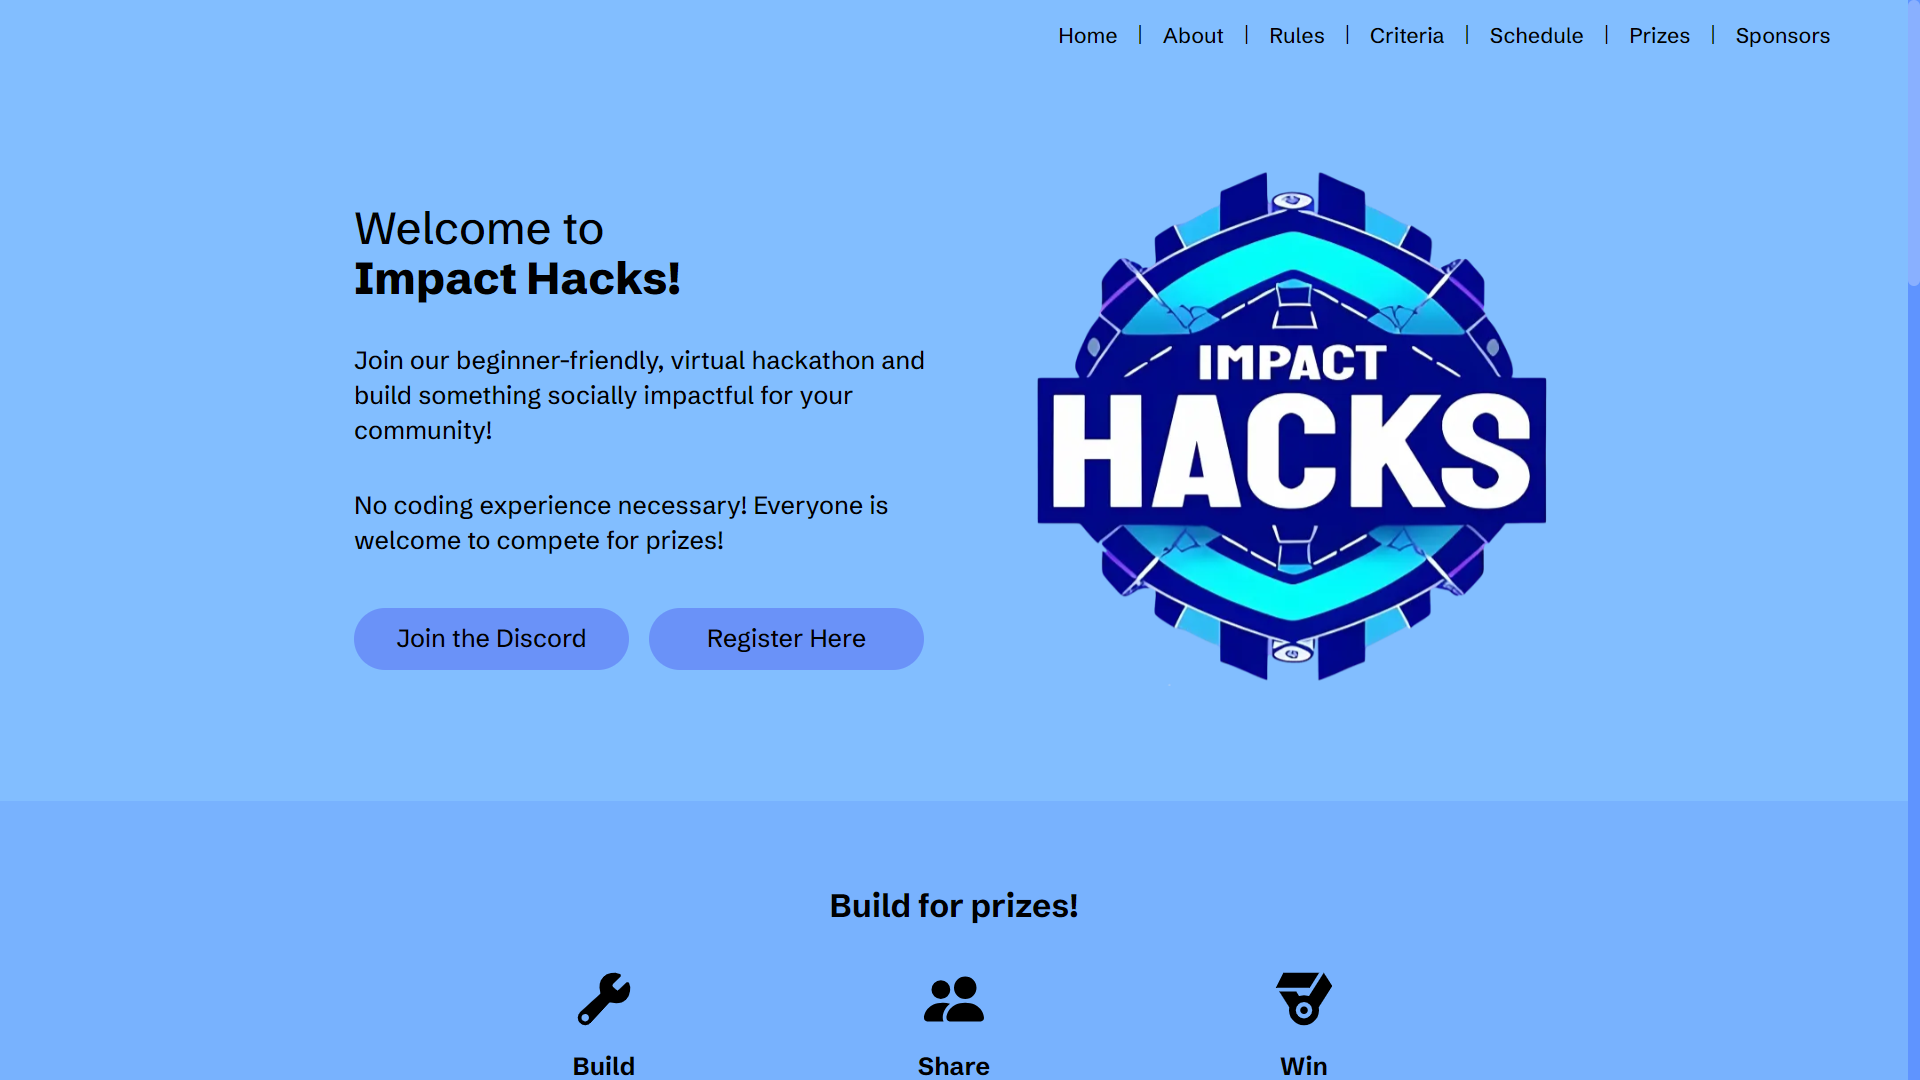 Home | About | Rules | Criteria | Schedule | Prizes | Sponsors
Welcome to
Impact Hacks!
Join our beginner-friendly, virtual hackathon and
build something socially impactful for your
community!
No coding experience necessary! Everyone is
welcome to compete for prizes!
Join the Discord
Register Here
IMPACT
HACKS
Build for prizes!
Build
Share
Win